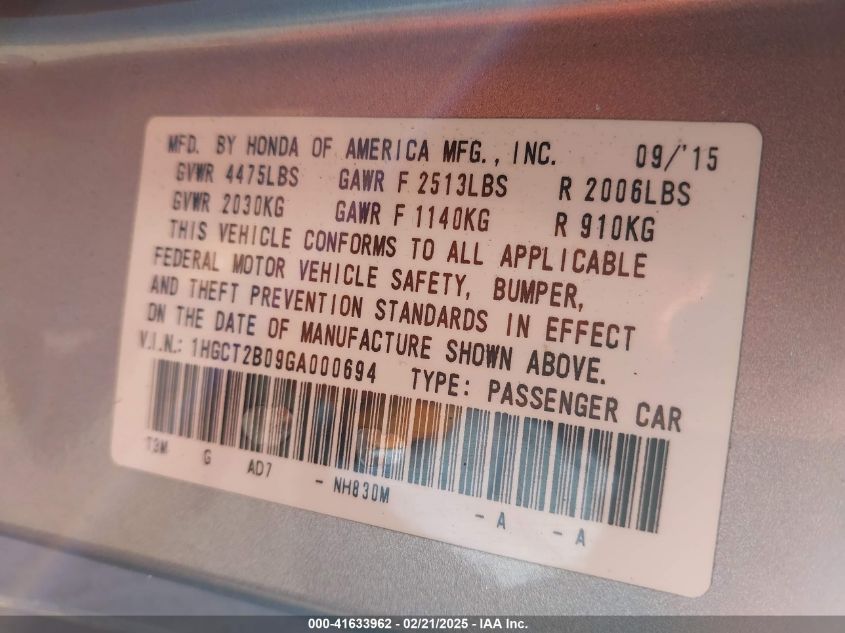 MFD. BY HONDA OF AMERICA MFG., INC. 09/'15
GVWR 4475LBS GAWR F 2513LBS R 2006LBS
GVWR 2030KG GAWR F 1140KG R 910KG
THIS VEHICLE CONFORMS TO ALL APPLICABLE
FEDERAL MOTOR VEHICLE SAFETY, BUMPER,
AND THEFT PREVENTION STANDARDS IN EFFECT
ON THE DATE OF MANUFACTURE SHOWN ABOVE.
V.I.N.: 1HGCT2B09GA000694 TYPE: PASSENGER CAR
G AD7 - NH830M - A - A
000-41633962 - 02/21/2025 - IAA Inc.